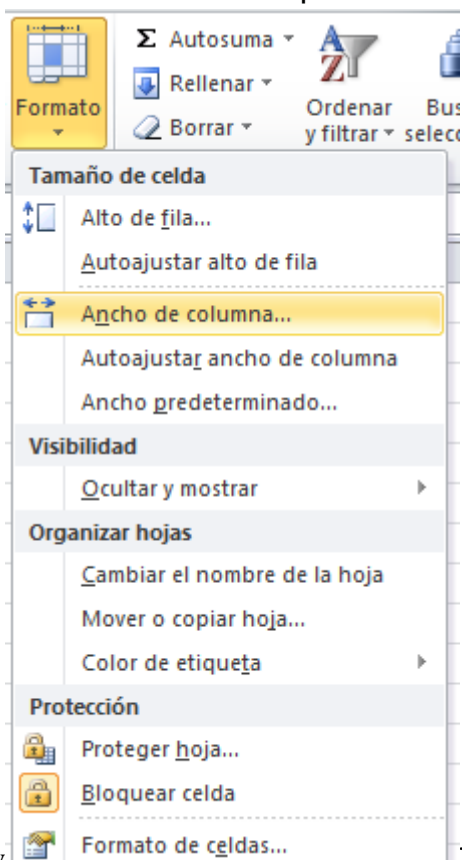 Σ Autosuma
Rellenar
Borrar
Formato
Ordenar
y filtrar
Tamaño de celda
Alto de fila...
Autoajustar alto de fila
Ancho de columna...
Autoajustar ancho de columna
Ancho predeterminado...
Visibilidad
Ocultar y mostrar
Organizar hojas
Cambiar el nombre de la hoja
Mover o copiar hoja...
Color de etiqueta
Protección
Proteger hoja...
Bloquear celda
Formato de celdas...